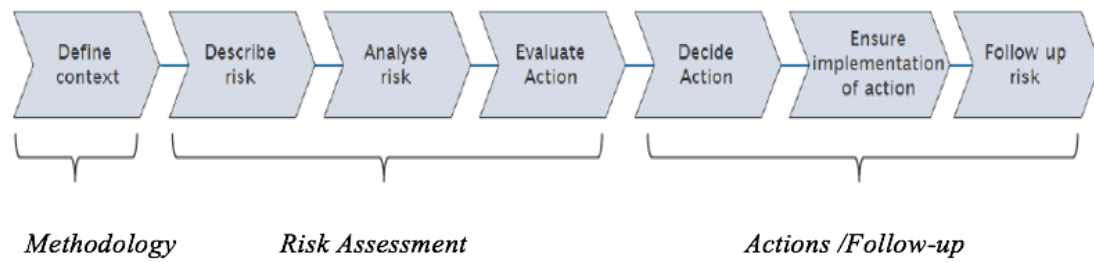 Define
context
Describe
risk
Analyse
risk
Evaluate
Action
Decide
Action
Ensure
implementation
of action
Follow up
risk
Methodology
Risk Assessment
Actions /Follow-up